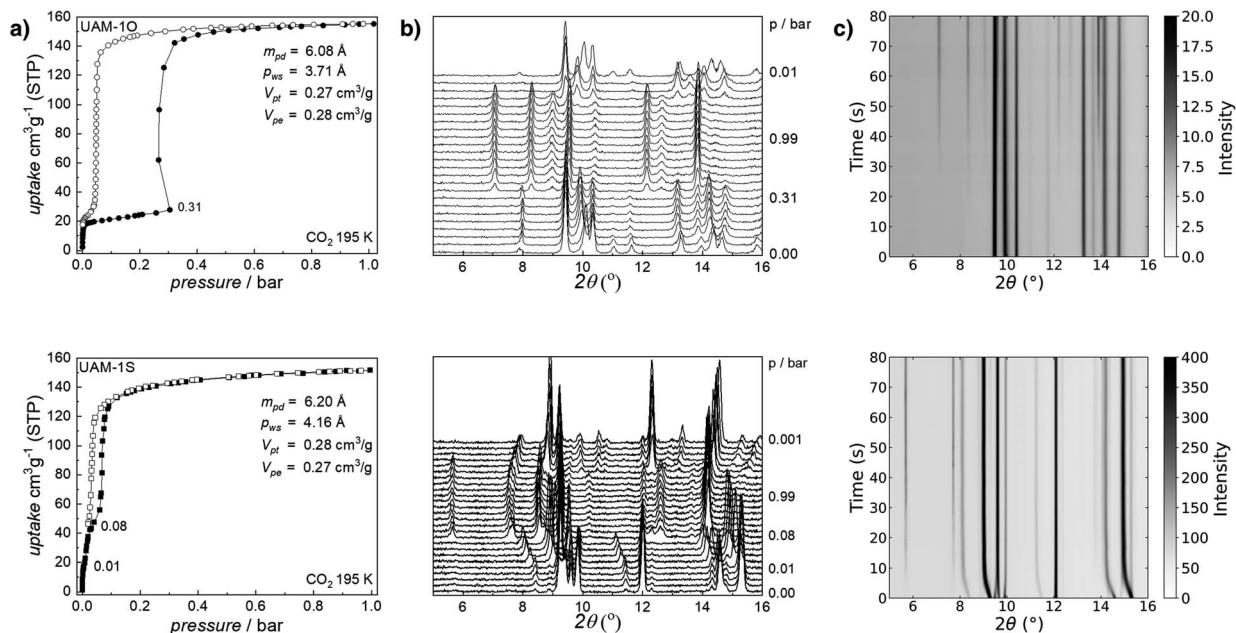 a)
UAM-1O
160
140
120
100
80
60
40
20
0
uptake cm³g⁻¹ (STP)
m_pd = 6.08 Å
p_ws = 3.71 Å
V_pt = 0.27 cm³/g
V_pe = 0.28 cm³/g
0.31
CO₂ 195 K
0.0 0.2 0.4 0.6 0.8 1.0
pressure / bar
b)
p / bar
0.01
0.99
0.31
0.00
6 8 10 12 14 16
2θ (°)
c)
80
70
60
50
40
30
20
10
0
Time (s)
6 8 10 12 14 16
2θ (°)
20.0
17.5
15.0
12.5
10.0
7.5
5.0
2.5
0.0
Intensity
UAM-1S
160
140
120
100
80
60
40
20
0
uptake cm³g⁻¹ (STP)
m_pd = 6.20 Å
p_ws = 4.16 Å
V_pt = 0.28 cm³/g
V_pe = 0.27 cm³/g
0.08
0.01
CO₂ 195 K
0.0 0.2 0.4 0.6 0.8 1.0
pressure / bar
p / bar
0.001
0.99
0.08
0.01
0.00
6 8 10 12 14 16
2θ (°)
80
70
60
50
40
30
20
10
0
Time (s)
6 8 10 12 14 16
2θ (°)
400
350
300
250
200
150
100
50
0
Intensity